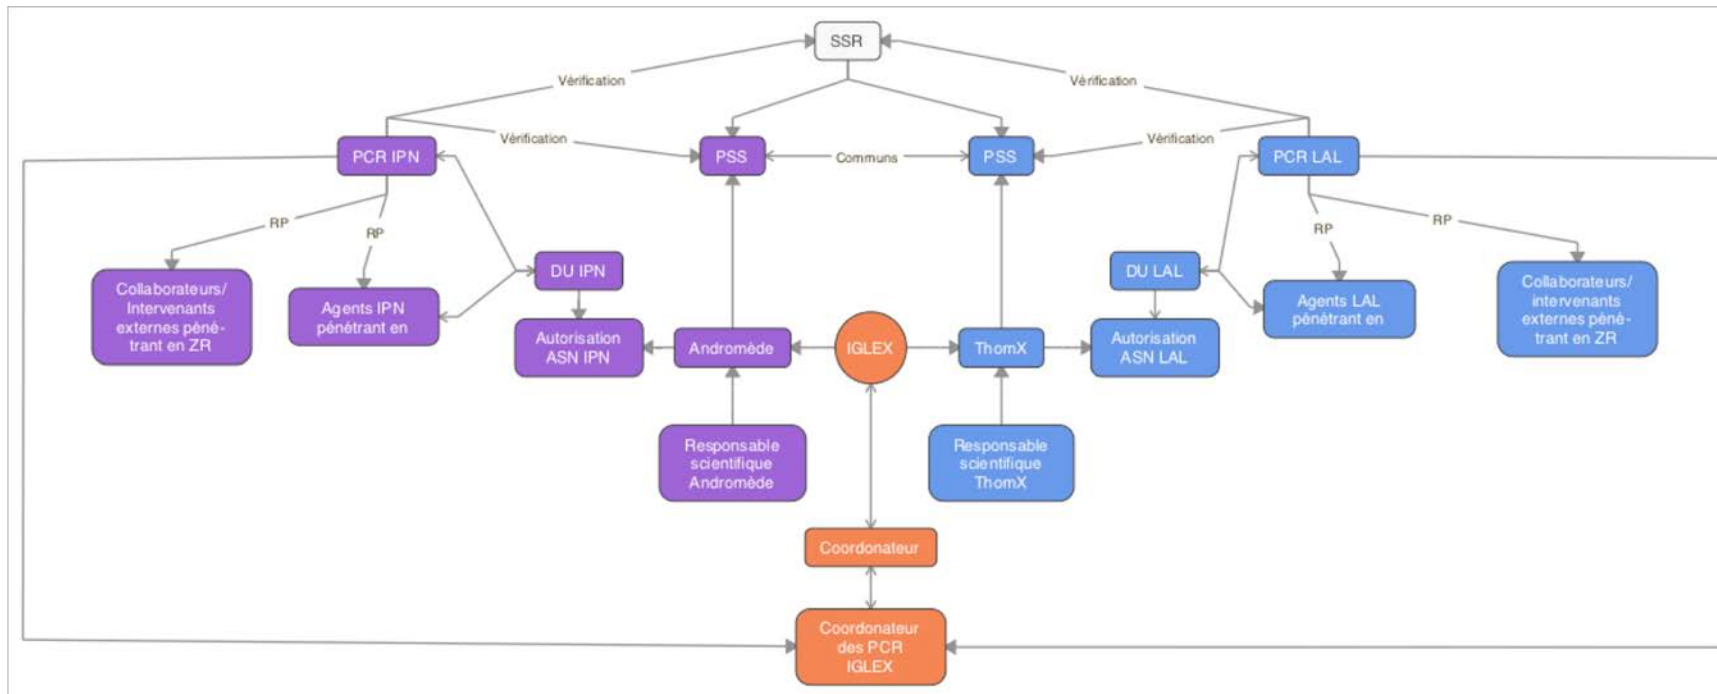 SSR
Vérification
Vérification
Vérification
Vérification
PCR IPN
PSS
Communs
PSS
PCR LAL
RP
RP
RP
RP
Collaborateurs/
Intervenants
externes péné-
trant en ZR
Agents IPN
pénétrant en
DU IPN
DU LAL
Agents LAL
pénétrant en
Collaborateurs/
intervenants
externes péné-
trant en ZR
Autorisation
ASN IPN
Andromède
IGLEX
ThomX
Autorisation
ASN LAL
Responsable
scientifique
Andromède
Responsable
scientifique
ThomX
Coordonateur
Coordonateur
des PCR
IGLEX